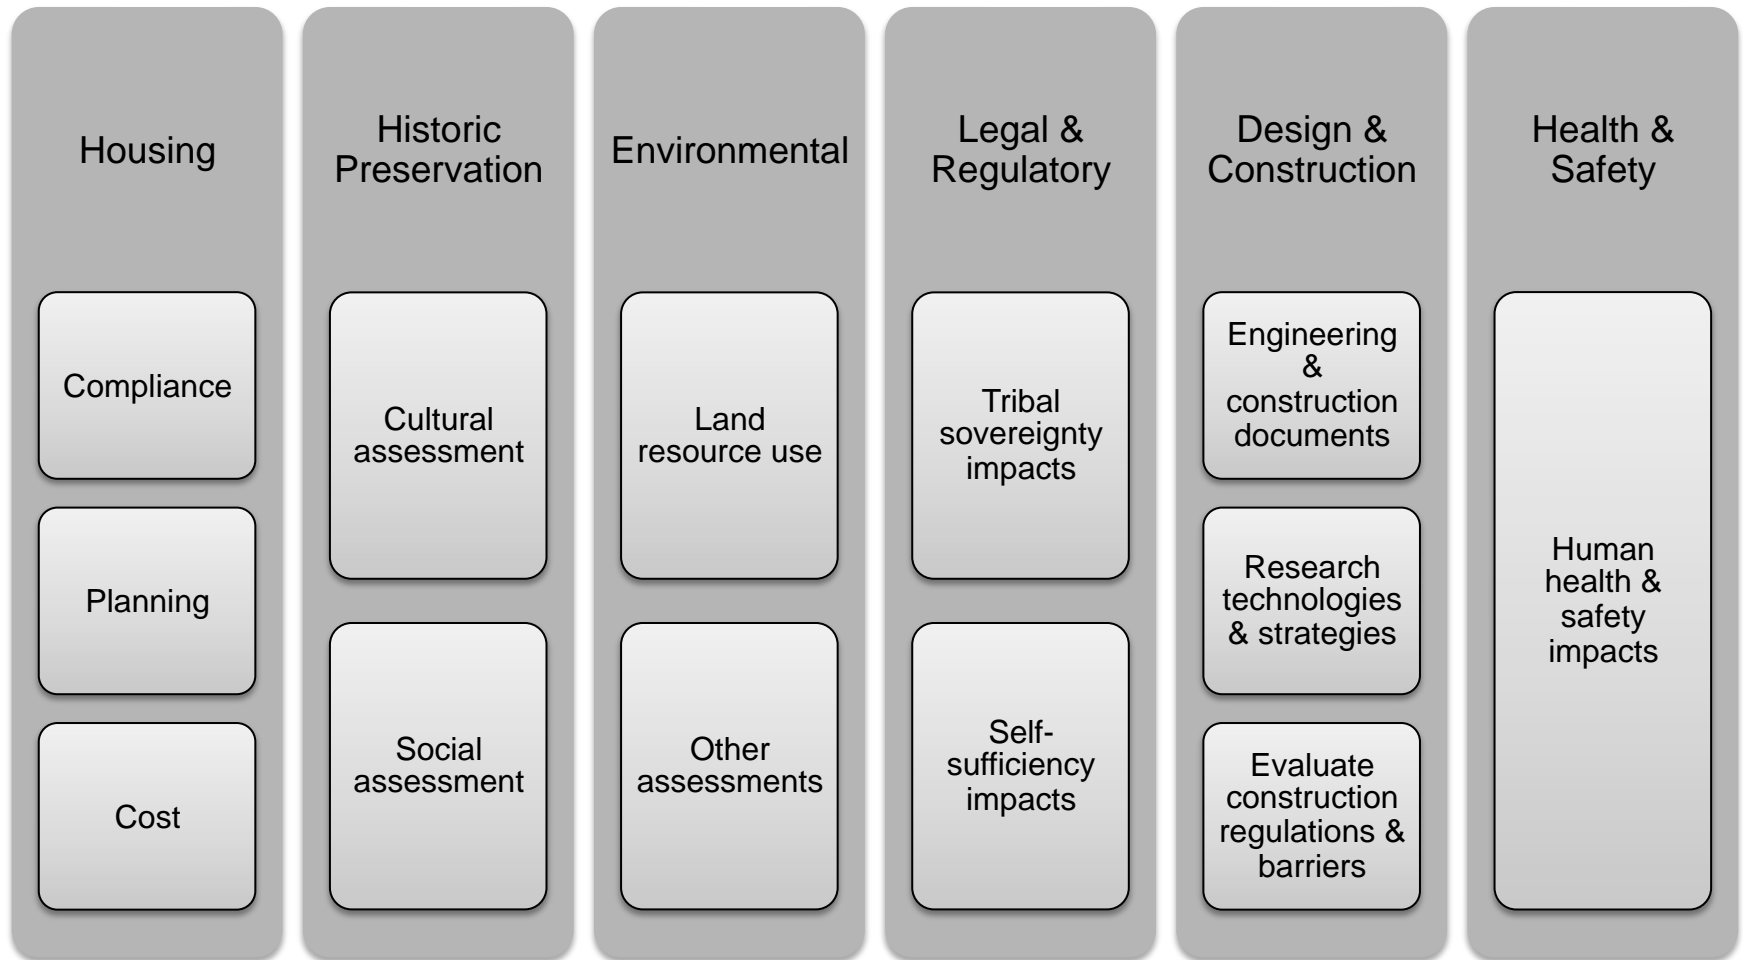 Housing
Compliance
Planning
Cost
Historic
Preservation
Cultural
assessment
Social
assessment
Environmental
Land
resource use
Other
assessments
Legal &
Regulatory
Tribal
sovereignty
impacts
Self-
sufficiency
impacts
Design &
Construction
Engineering
&
construction
documents
Research
technologies
& strategies
Evaluate
construction
regulations &
barriers
Health &
Safety
Human
health &
safety
impacts